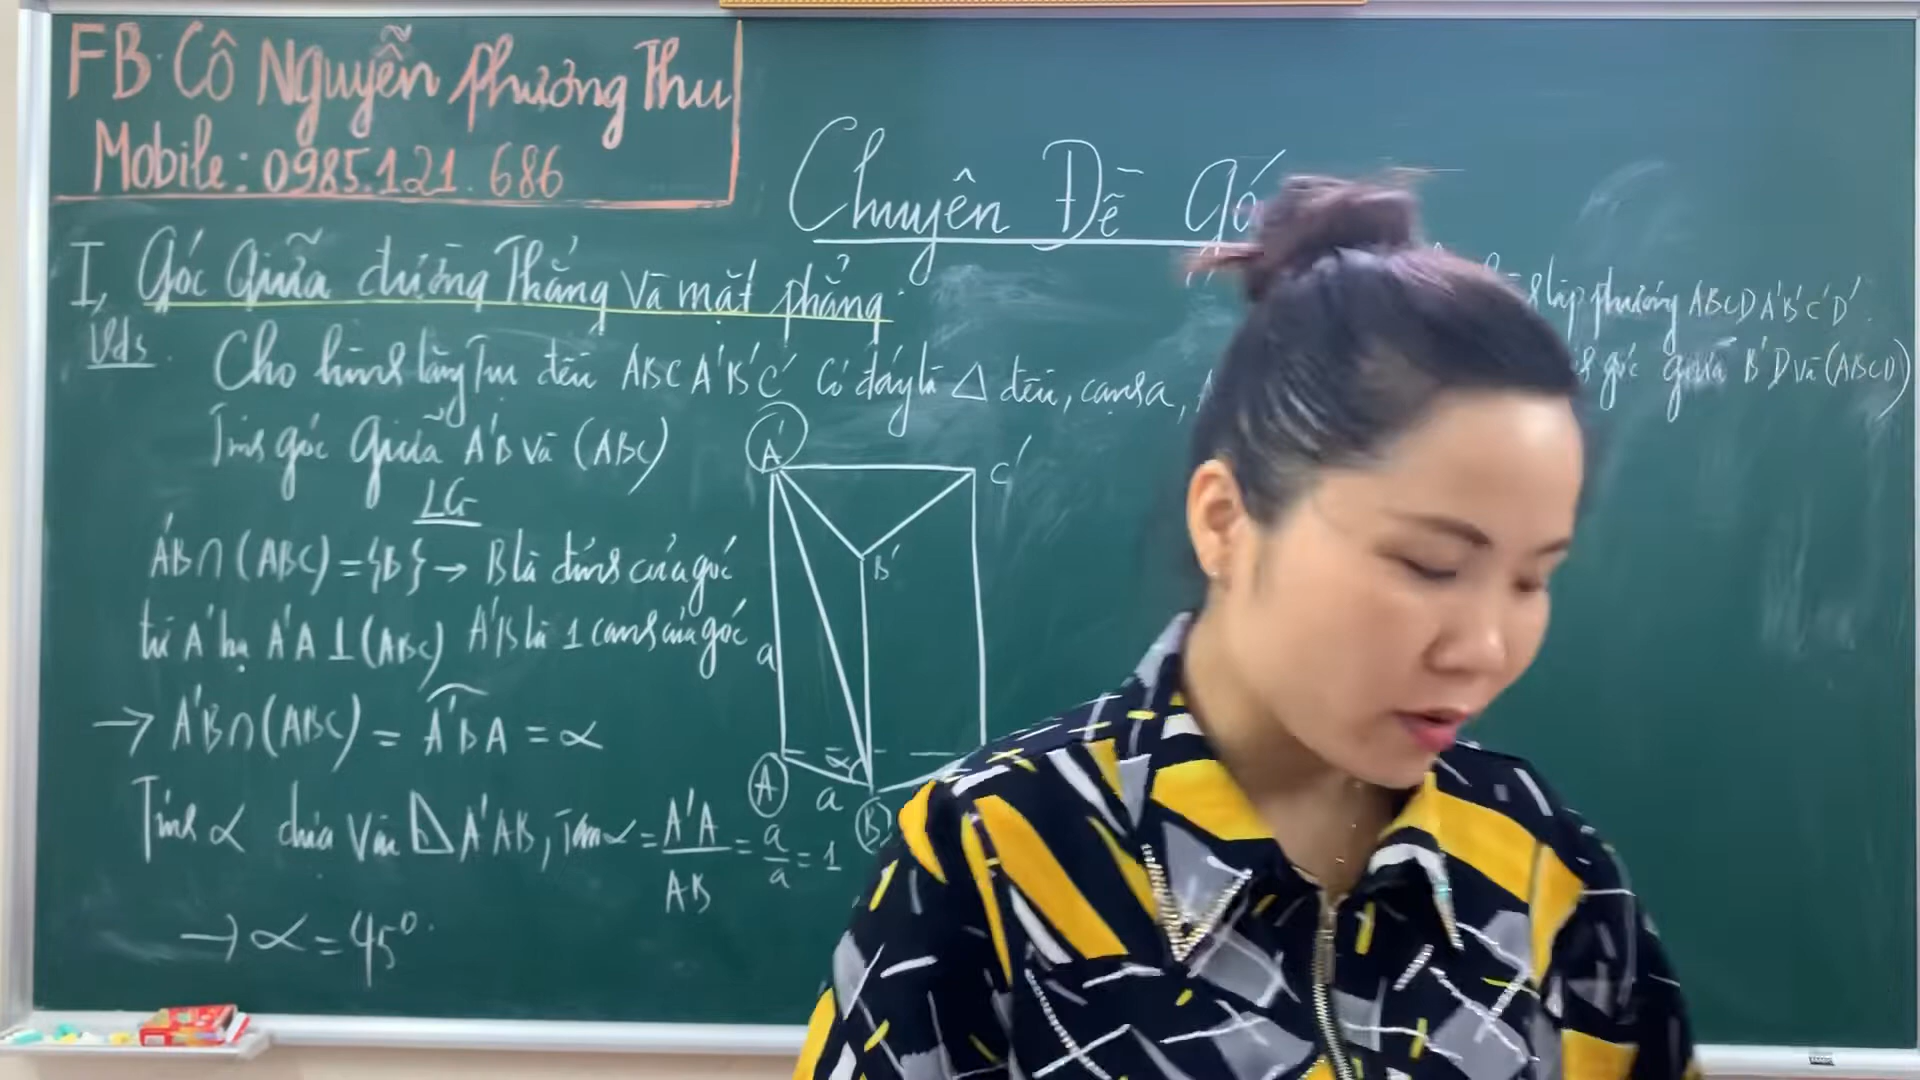 FB: Cô Nguyễn Phương Thu
Mobile: 0985.121.686
Chuyên Đề Gó
I, Góc Giữa đường Thẳng và mặt phẳng
Vd5. Cho hình lăng trụ đều ABC A'B'C' Có đáy là Δ đều, cạnh a,
Tính góc Giữa A'B và (ABC)
LG
A'B∩(ABC) = {B} → B là đỉnh của góc
từ A' hạ A'A⊥(ABC) A'B là 1 cạnh của góc
→ A'B∩(ABC) = A'BA = α
Tính α dựa vào ⊿ A'AB, Tanα = A'A/AB = a/a = 1
→ α = 45°
A'
C'
B'
a
α
A
a
B
lập phương ABCD A'B'C'D'.
góc giữa B'D và (ABCD)